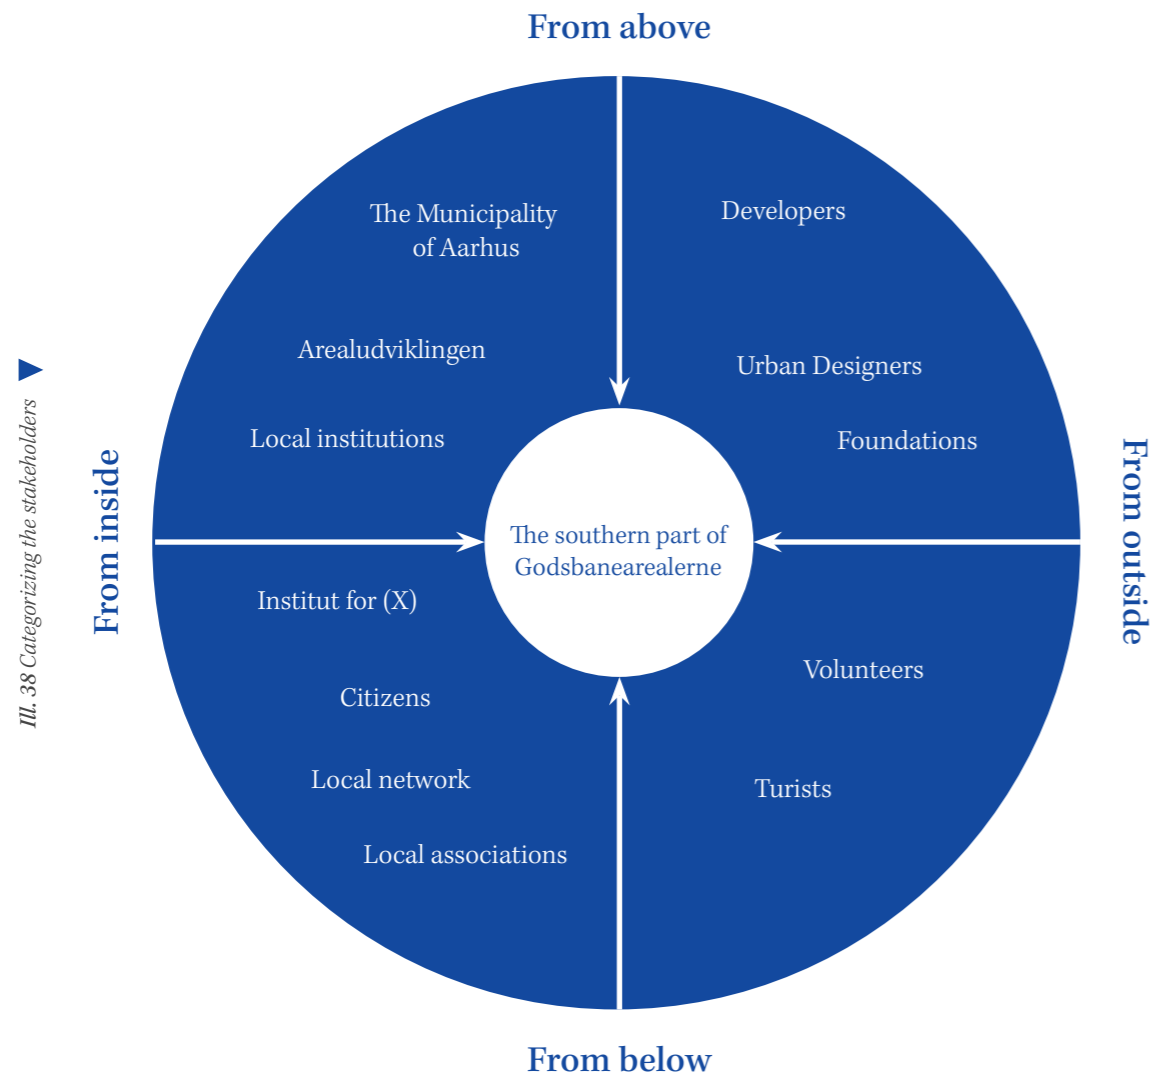 From above
The Municipality
of Aarhus
Developers
Arealudviklingen
Urban Designers
Local institutions
Foundations
From inside
The southern part of
Godsbanearealerne
From outside
Institut for (X)
Volunteers
Citizens
Local network
Turists
Local associations
From below
Ill. 38 Categorizing the stakeholders